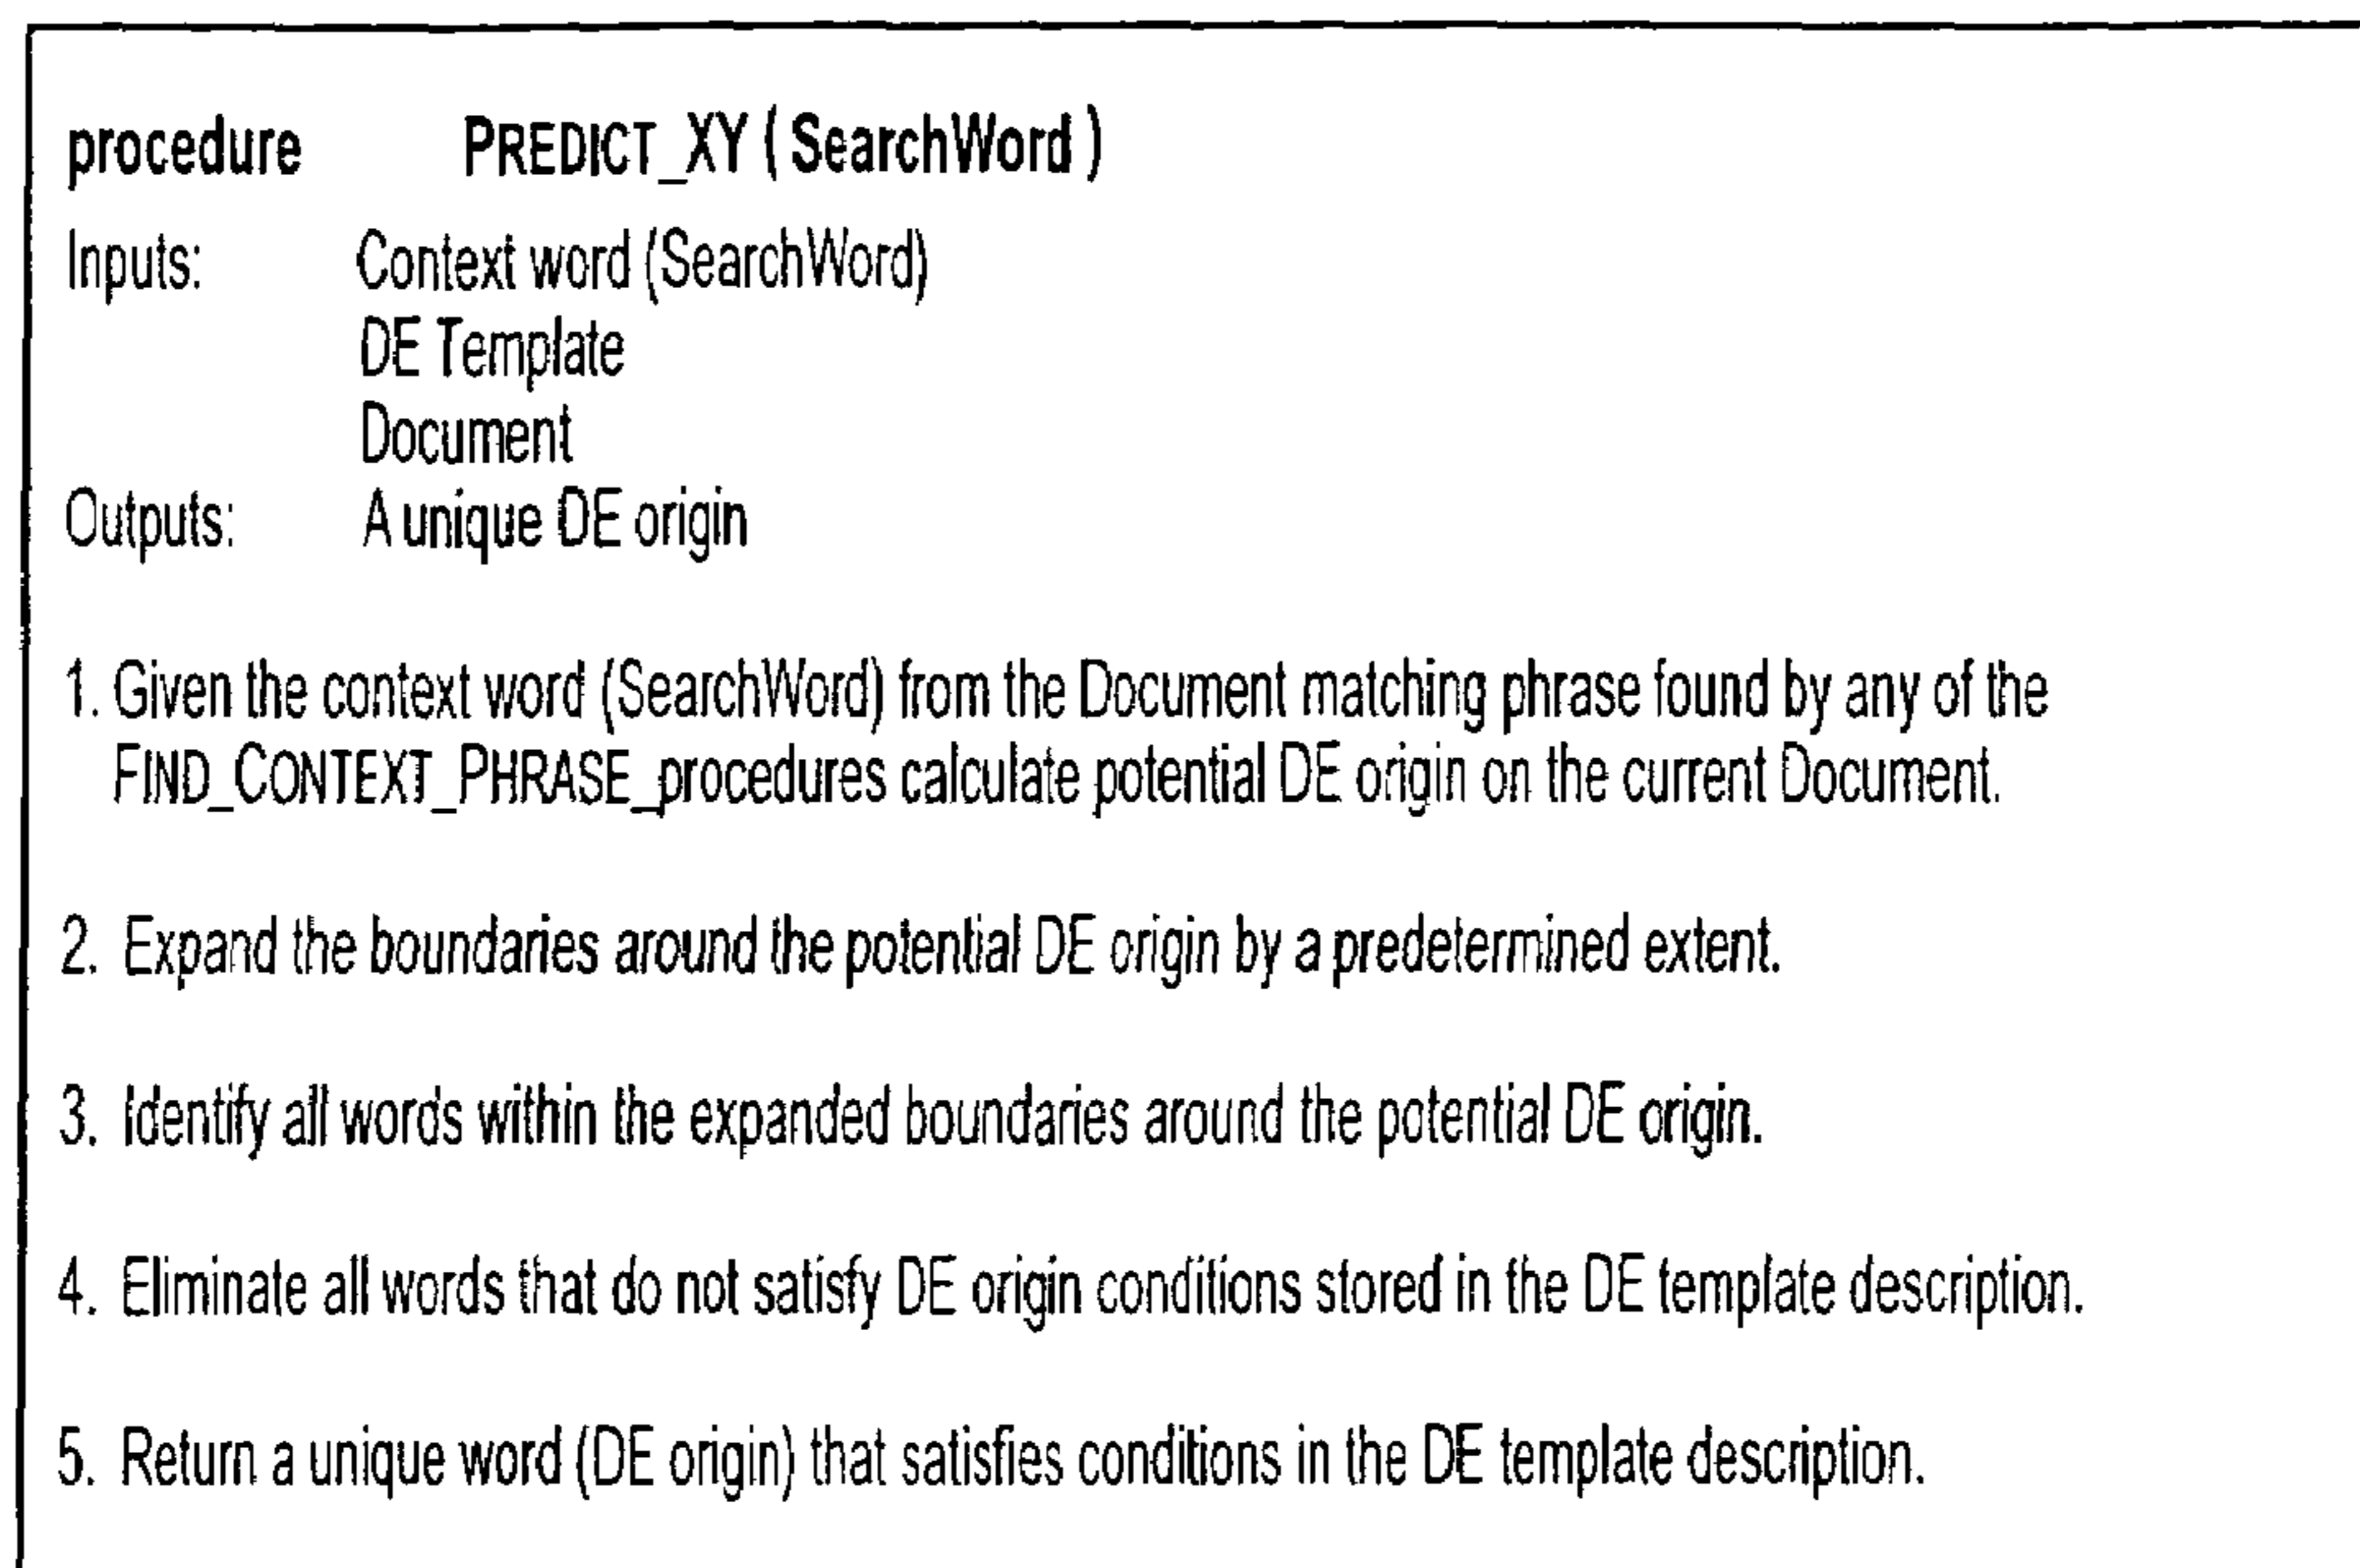 procedure PREDICT_XY ( SearchWord )
Inputs: Context word (SearchWord)
DE Template
Document
Outputs: A unique DE origin
1. Given the context word (SearchWord) from the Document matching phrase found by any of the
FIND_CONTEXT_PHRASE_procedures calculate potential DE origin on the current Document.
2. Expand the boundaries around the potential DE origin by a predetermined extent.
3. Identify all words within the expanded boundaries around the potential DE origin.
4. Eliminate all words that do not satisfy DE origin conditions stored in the DE template description.
5. Return a unique word (DE origin) that satisfies conditions in the DE template description.